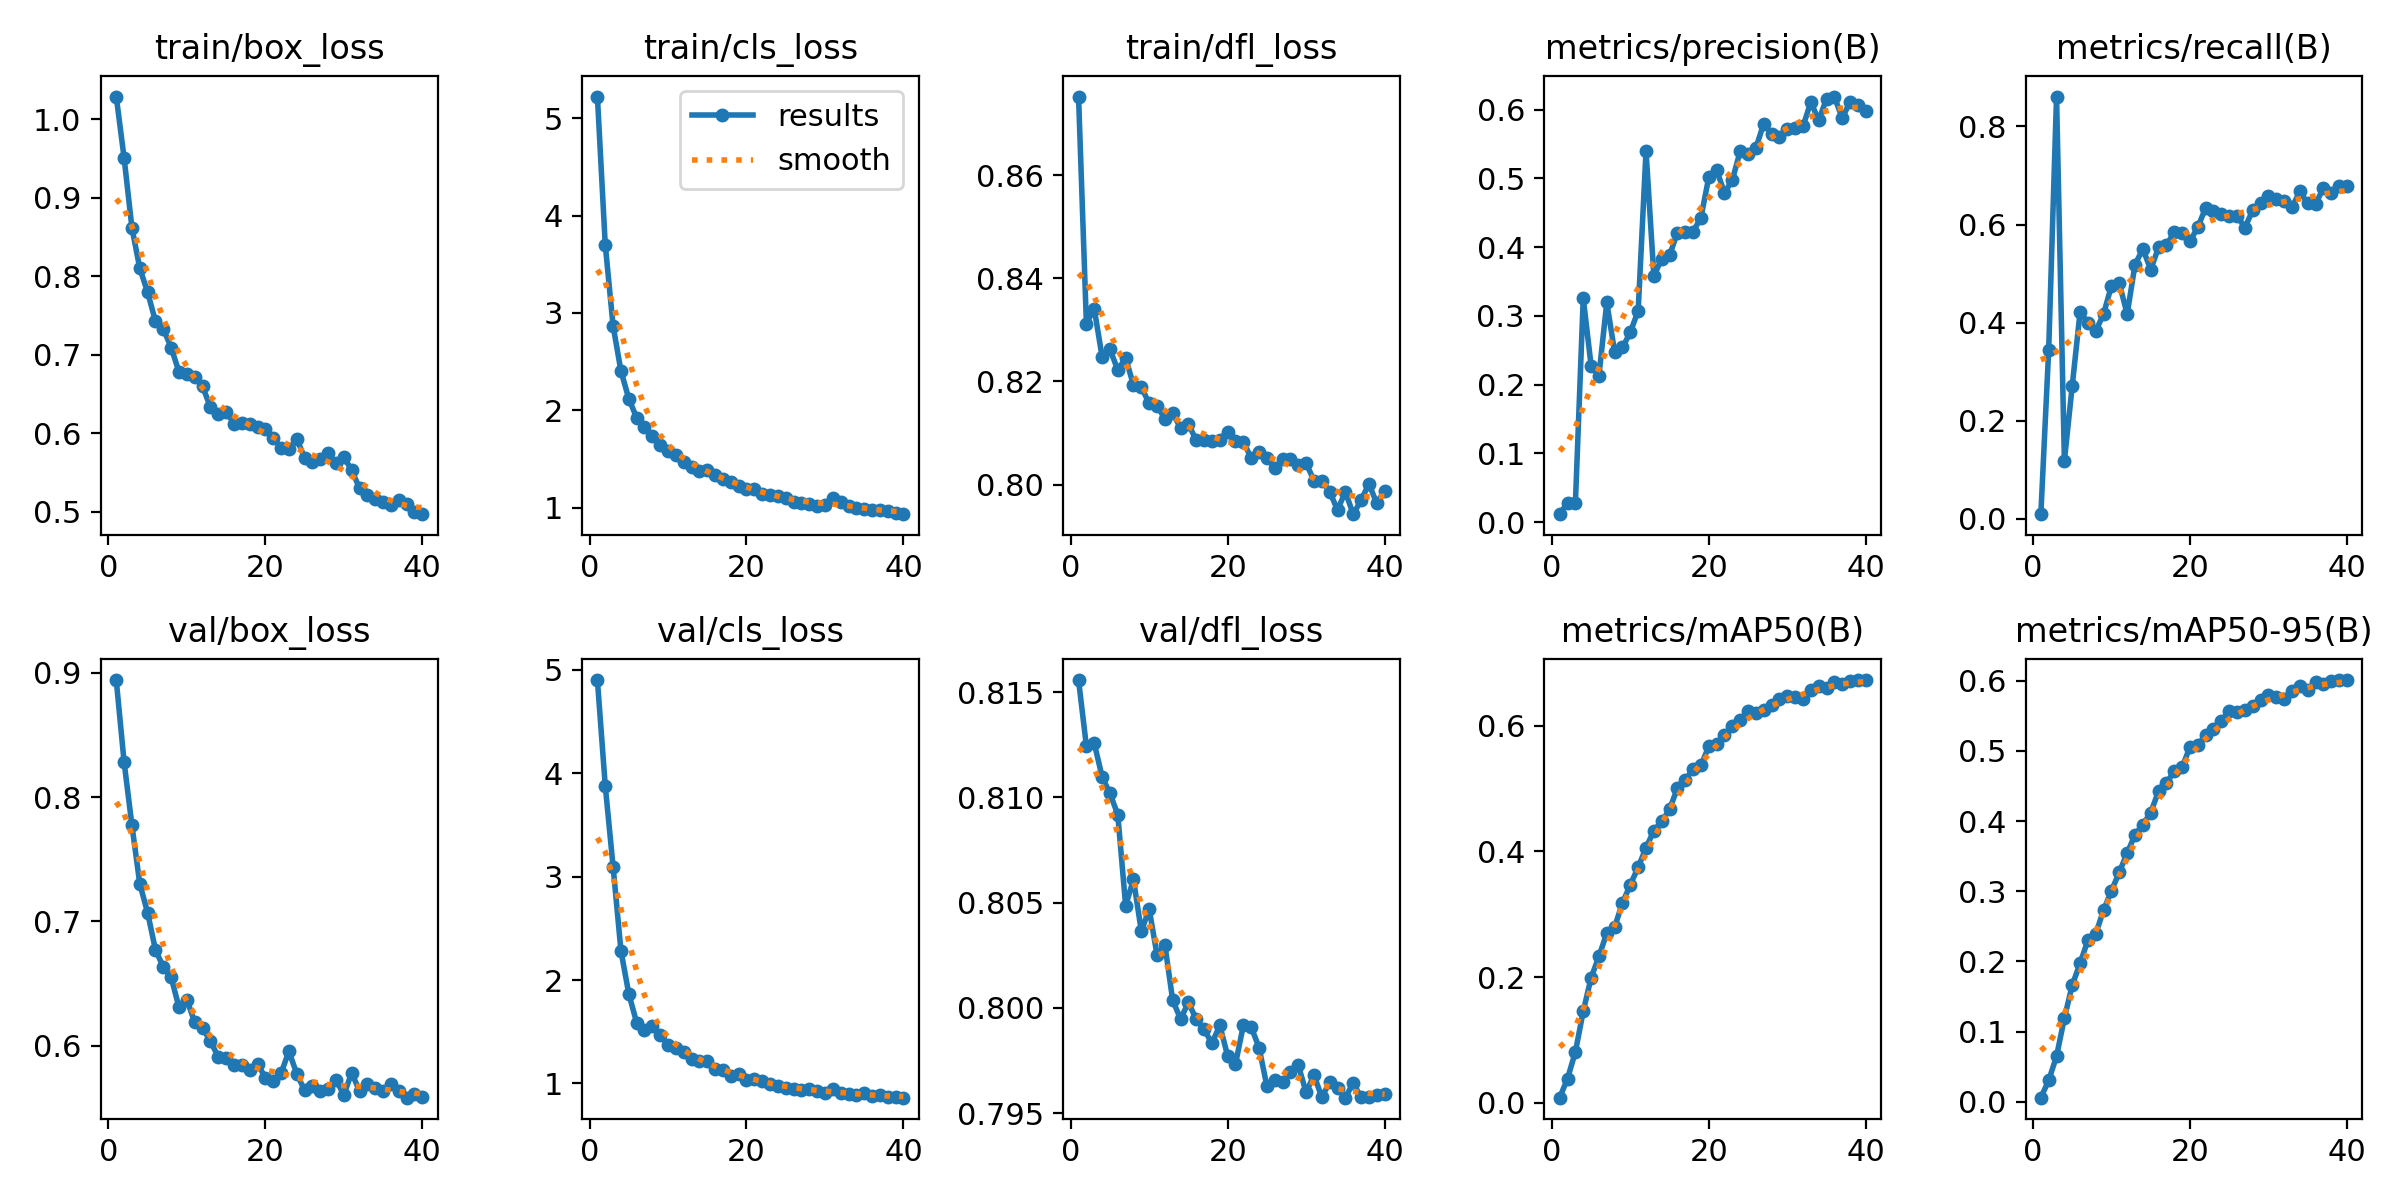 train/box_loss
1.0
0.9
0.8
0.7
0.6
0.5
0 20 40
train/cls_loss
results
smooth
5
4
3
2
1
0 20 40
train/dfl_loss
0.86
0.84
0.82
0.80
0 20 40
metrics/precision(B)
0.6
0.5
0.4
0.3
0.2
0.1
0.0
0 20 40
metrics/recall(B)
0.8
0.6
0.4
0.2
0.0
0 20 40
val/box_loss
0.9
0.8
0.7
0.6
0 20 40
val/cls_loss
5
4
3
2
1
0 20 40
val/dfl_loss
0.815
0.810
0.805
0.800
0.795
0 20 40
metrics/mAP50(B)
0.6
0.4
0.2
0.0
0 20 40
metrics/mAP50-95(B)
0.6
0.5
0.4
0.3
0.2
0.1
0.0
0 20 40